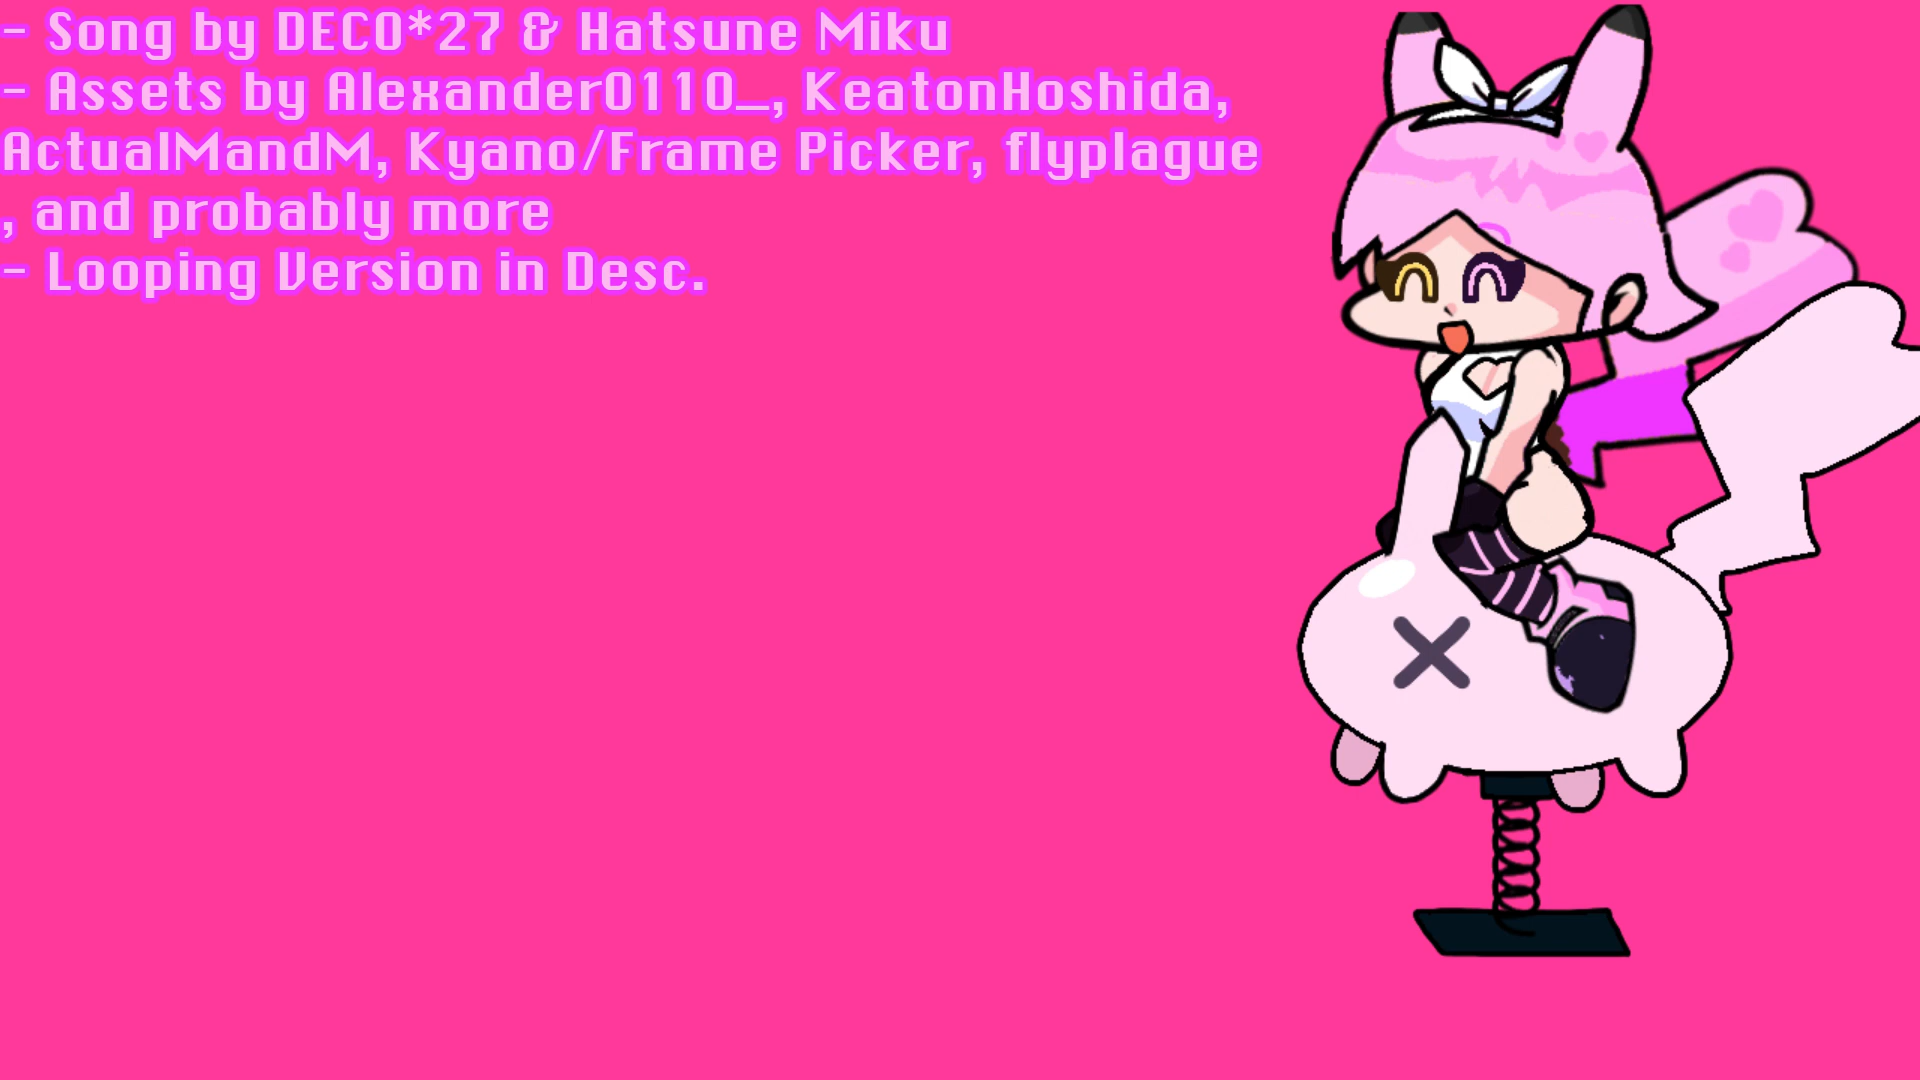 - Song by DECO*27 & Hatsune Miku
- Assets by Alexander0110_, KeatonHoshida,
ActualMandM, Kyano/Frame Picker, flyplague
, and probably more
- Looping Version in Desc.